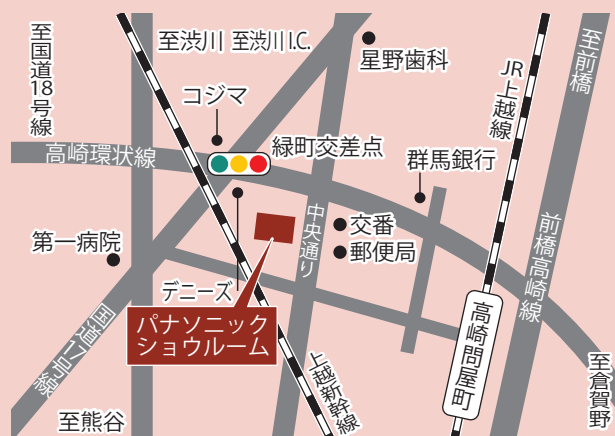 至国道18号線
至渋川 至渋川I.C.
星野歯科
JR上越線
至前橋
コジマ
高崎環状線
緑町交差点
群馬銀行
中央通り
交番
郵便局
前橋高崎線
第一病院
デニーズ
パナソニック
ショウルーム
国道17号線
高崎問屋町
上越新幹線
至倉賀野
至熊谷